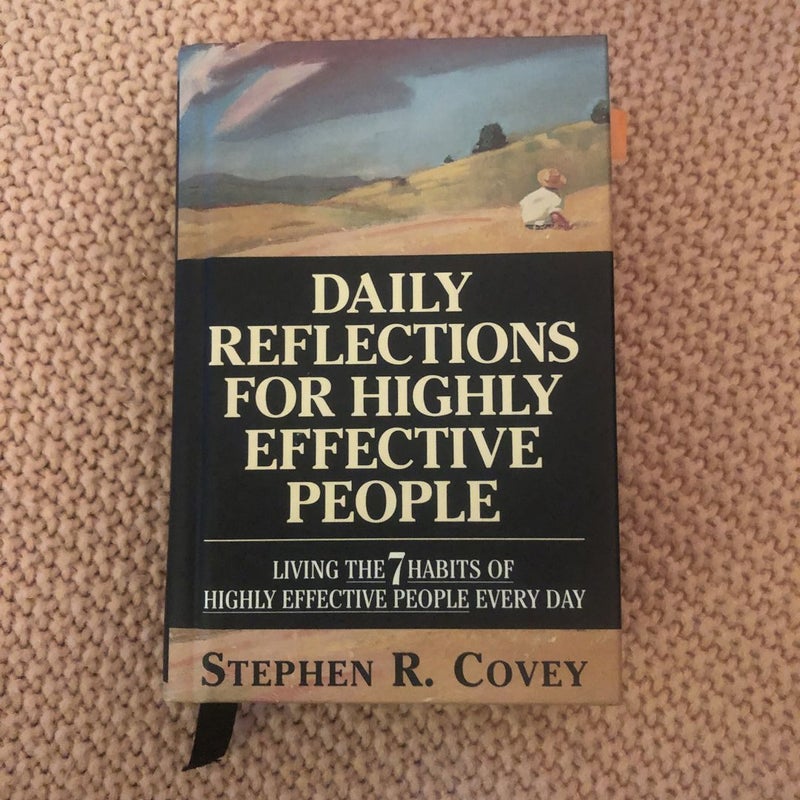 DAILY
REFLECTIONS
FOR HIGHLY
EFFECTIVE
PEOPLE
LIVING THE 7 HABITS OF
HIGHLY EFFECTIVE PEOPLE EVERY DAY
STEPHEN R. COVEY